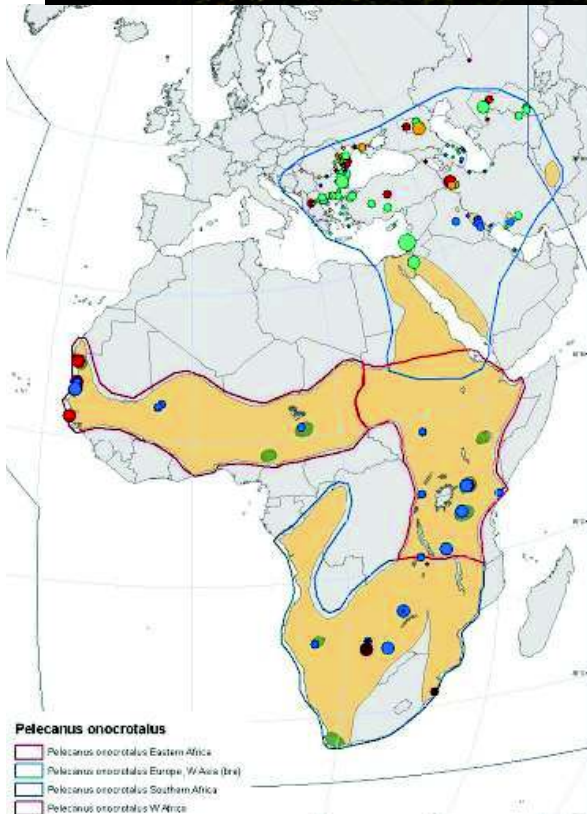 Pelecanus onocrotalus
Pelecanus onocrotalus Eastern Africa
Pelecanus onocrotalus Europe, W Asia (bre)
Pelecanus onocrotalus Southern Africa
Pelecanus onocrotalus W Africa